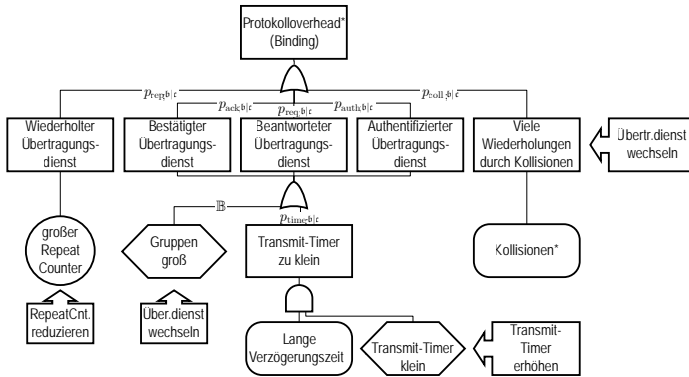 Protokolloverhead*
(Binding)
p_rep;𝔟|𝔠
p_ack;𝔟|𝔠
p_req;𝔟|𝔠
p_auth;𝔟|𝔠
p_coll;𝔟|𝔠
Wiederholter
Übertragungs-
dienst
Bestätigter
Übertragungs-
dienst
Beantworteter
Übertragungs-
dienst
Authentifizierter
Übertragungs-
dienst
Viele
Wiederholungen
durch Kollisionen
Übertr.dienst
wechseln
𝔹
p_time;𝔟|𝔠
großer
Repeat
Counter
Gruppen
groß
Transmit-Timer
zu klein
Kollisionen*
RepeatCnt.
reduzieren
Über.dienst
wechseln
Lange
Verzögerungszeit
Transmit-Timer
klein
Transmit-
Timer
erhöhen